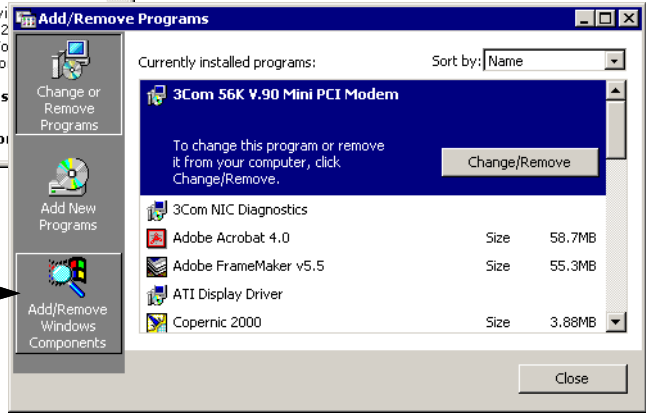 Add/Remove Programs
Change or
Remove
Programs
Add New
Programs
Add/Remove
Windows
Components
Currently installed programs:
Sort by: Name
3Com 56K V.90 Mini PCI Modem
To change this program or remove
it from your computer, click
Change/Remove.
Change/Remove
3Com NIC Diagnostics
Adobe Acrobat 4.0 Size 58.7MB
Adobe FrameMaker v5.5 Size 55.3MB
ATI Display Driver
Copernic 2000 Size 3.88MB
Close